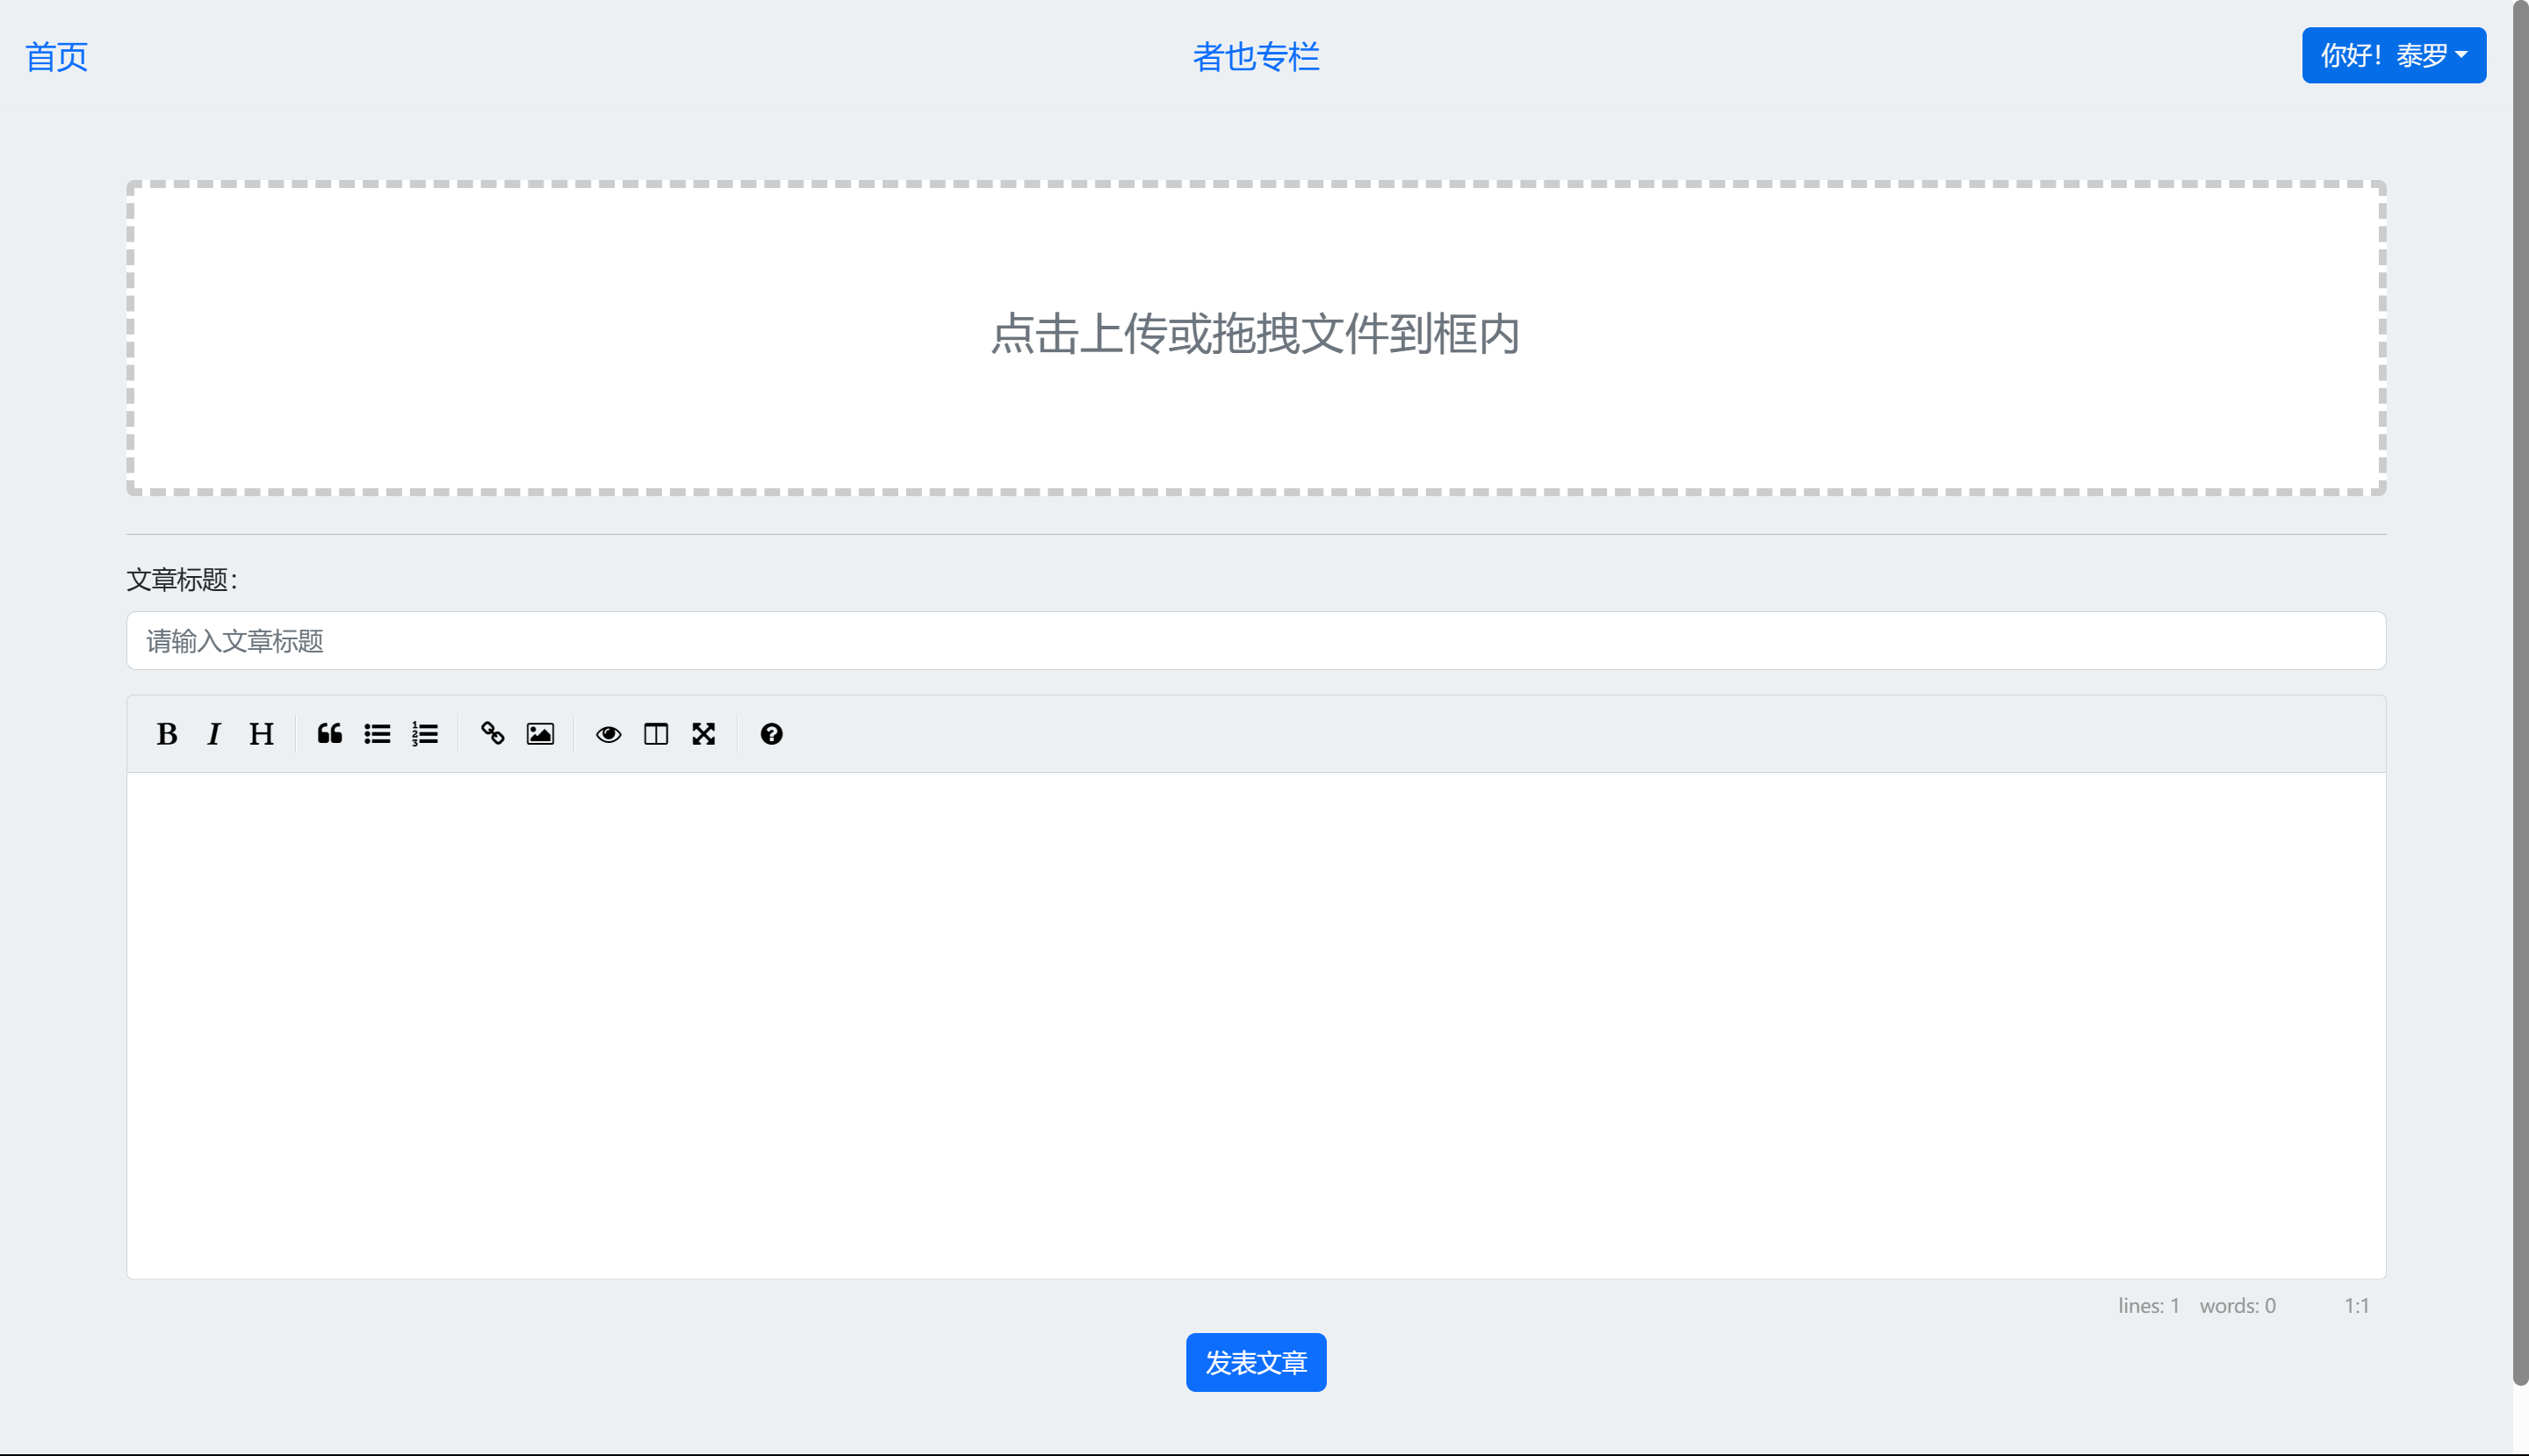 首页
者也专栏
你好！泰罗
点击上传或拖拽文件到框内
文章标题：
请输入文章标题
B I H
lines: 1 words: 0 1:1
发表文章